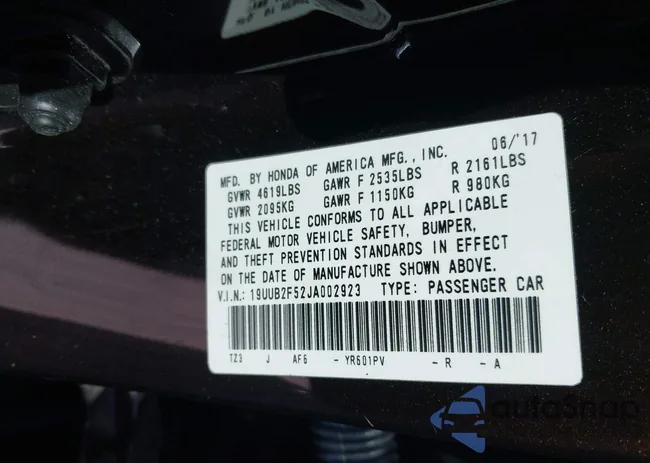 MFD. BY HONDA OF AMERICA MFG., INC. 06/'17
GVWR 4619LBS GAWR F 2535LBS R 2161LBS
GVWR 2095KG GAWR F 1150KG R 980KG
THIS VEHICLE CONFORMS TO ALL APPLICABLE
FEDERAL MOTOR VEHICLE SAFETY, BUMPER,
AND THEFT PREVENTION STANDARDS IN EFFECT
ON THE DATE OF MANUFACTURE SHOWN ABOVE.
V.I.N.: 19UUB2F52JA002923 TYPE: PASSENGER CAR
TZ3 J AF6 - YR601PV - R - A
autoSnap